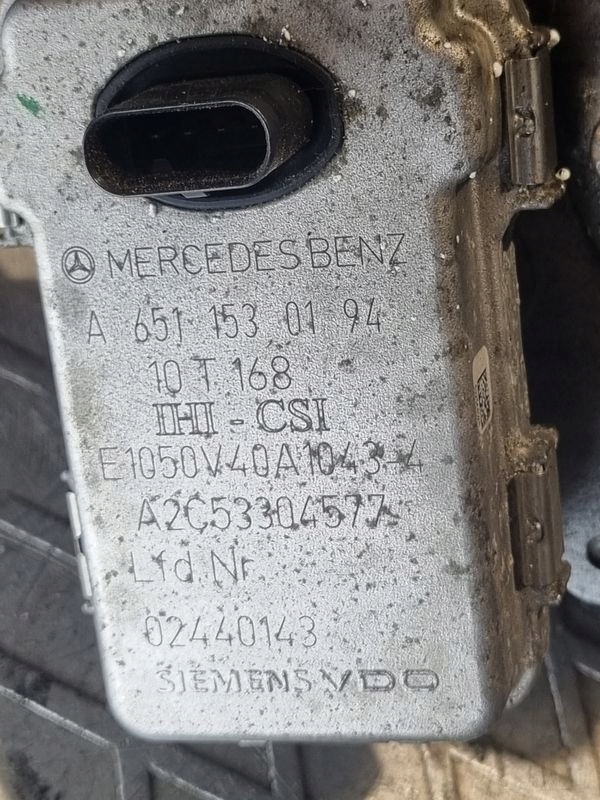 MERCEDES BENZ
A 651 153 01 94
10 T 168
IHI - CSI
E1050V40A1043-4
A2C53304577
Lfd.Nr
02440143
SIEMENS VDO